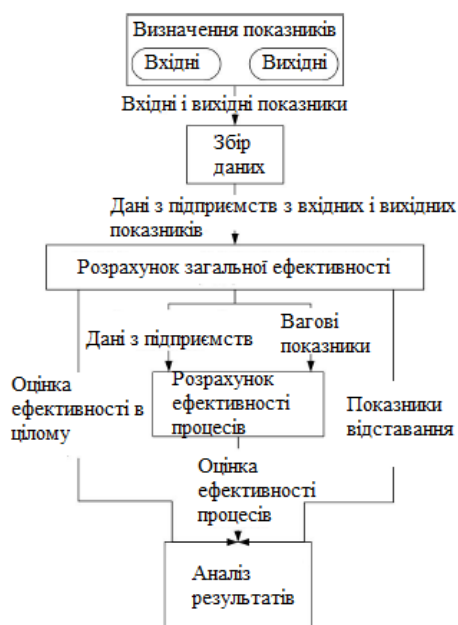 Визначення показників
Вхідні
Вихідні
Вхідні і вихідні показники
Збір
даних
Дані з підприємств з вхідних і вихідних
показників
Розрахунок загальної ефективності
Дані з підприємств
Вагові
показники
Оцінка
ефективності в
цілому
Розрахунок
ефективності
процесів
Показники
відставання
Оцінка
ефективності
процесів
Аналіз
результатів